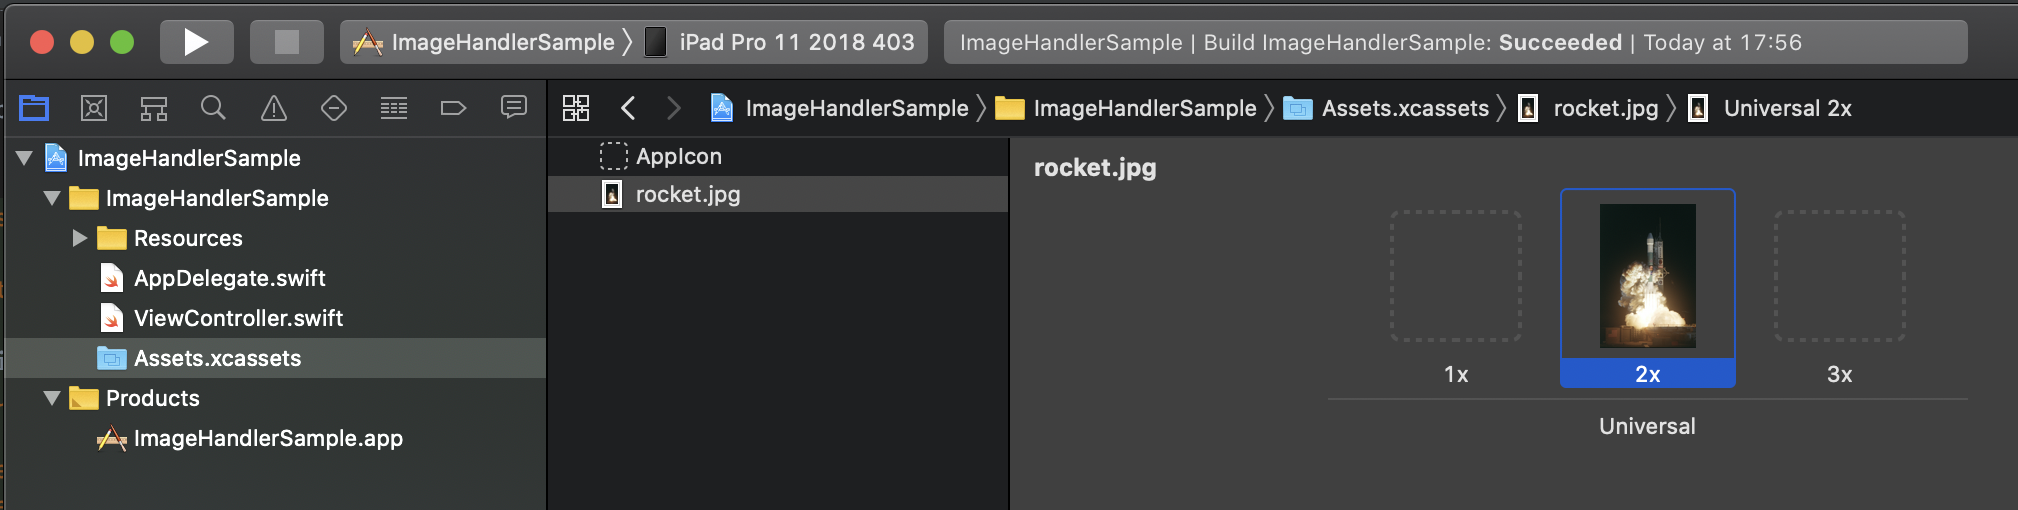 ImageHandlerSample 〉 iPad Pro 11 2018 403
ImageHandlerSample | Build ImageHandlerSample: Succeeded | Today at 17:56
ImageHandlerSample 〉 ImageHandlerSample 〉 Assets.xcassets 〉 rocket.jpg 〉 Universal 2x
ImageHandlerSample
ImageHandlerSample
Resources
AppDelegate.swift
ViewController.swift
Assets.xcassets
Products
ImageHandlerSample.app
AppIcon
rocket.jpg
rocket.jpg
1x
2x
3x
Universal